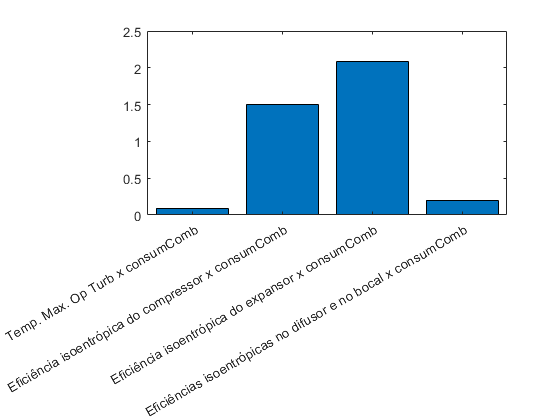 2.5
2
1.5
1
0.5
0
Temp. Max. Op Turb x consumComb
Eficiência isoentrópica do compressor x consumComb
Eficiência isoentrópica do expansor x consumComb
Eficiências isoentrópicas no difusor e no bocal x consumComb